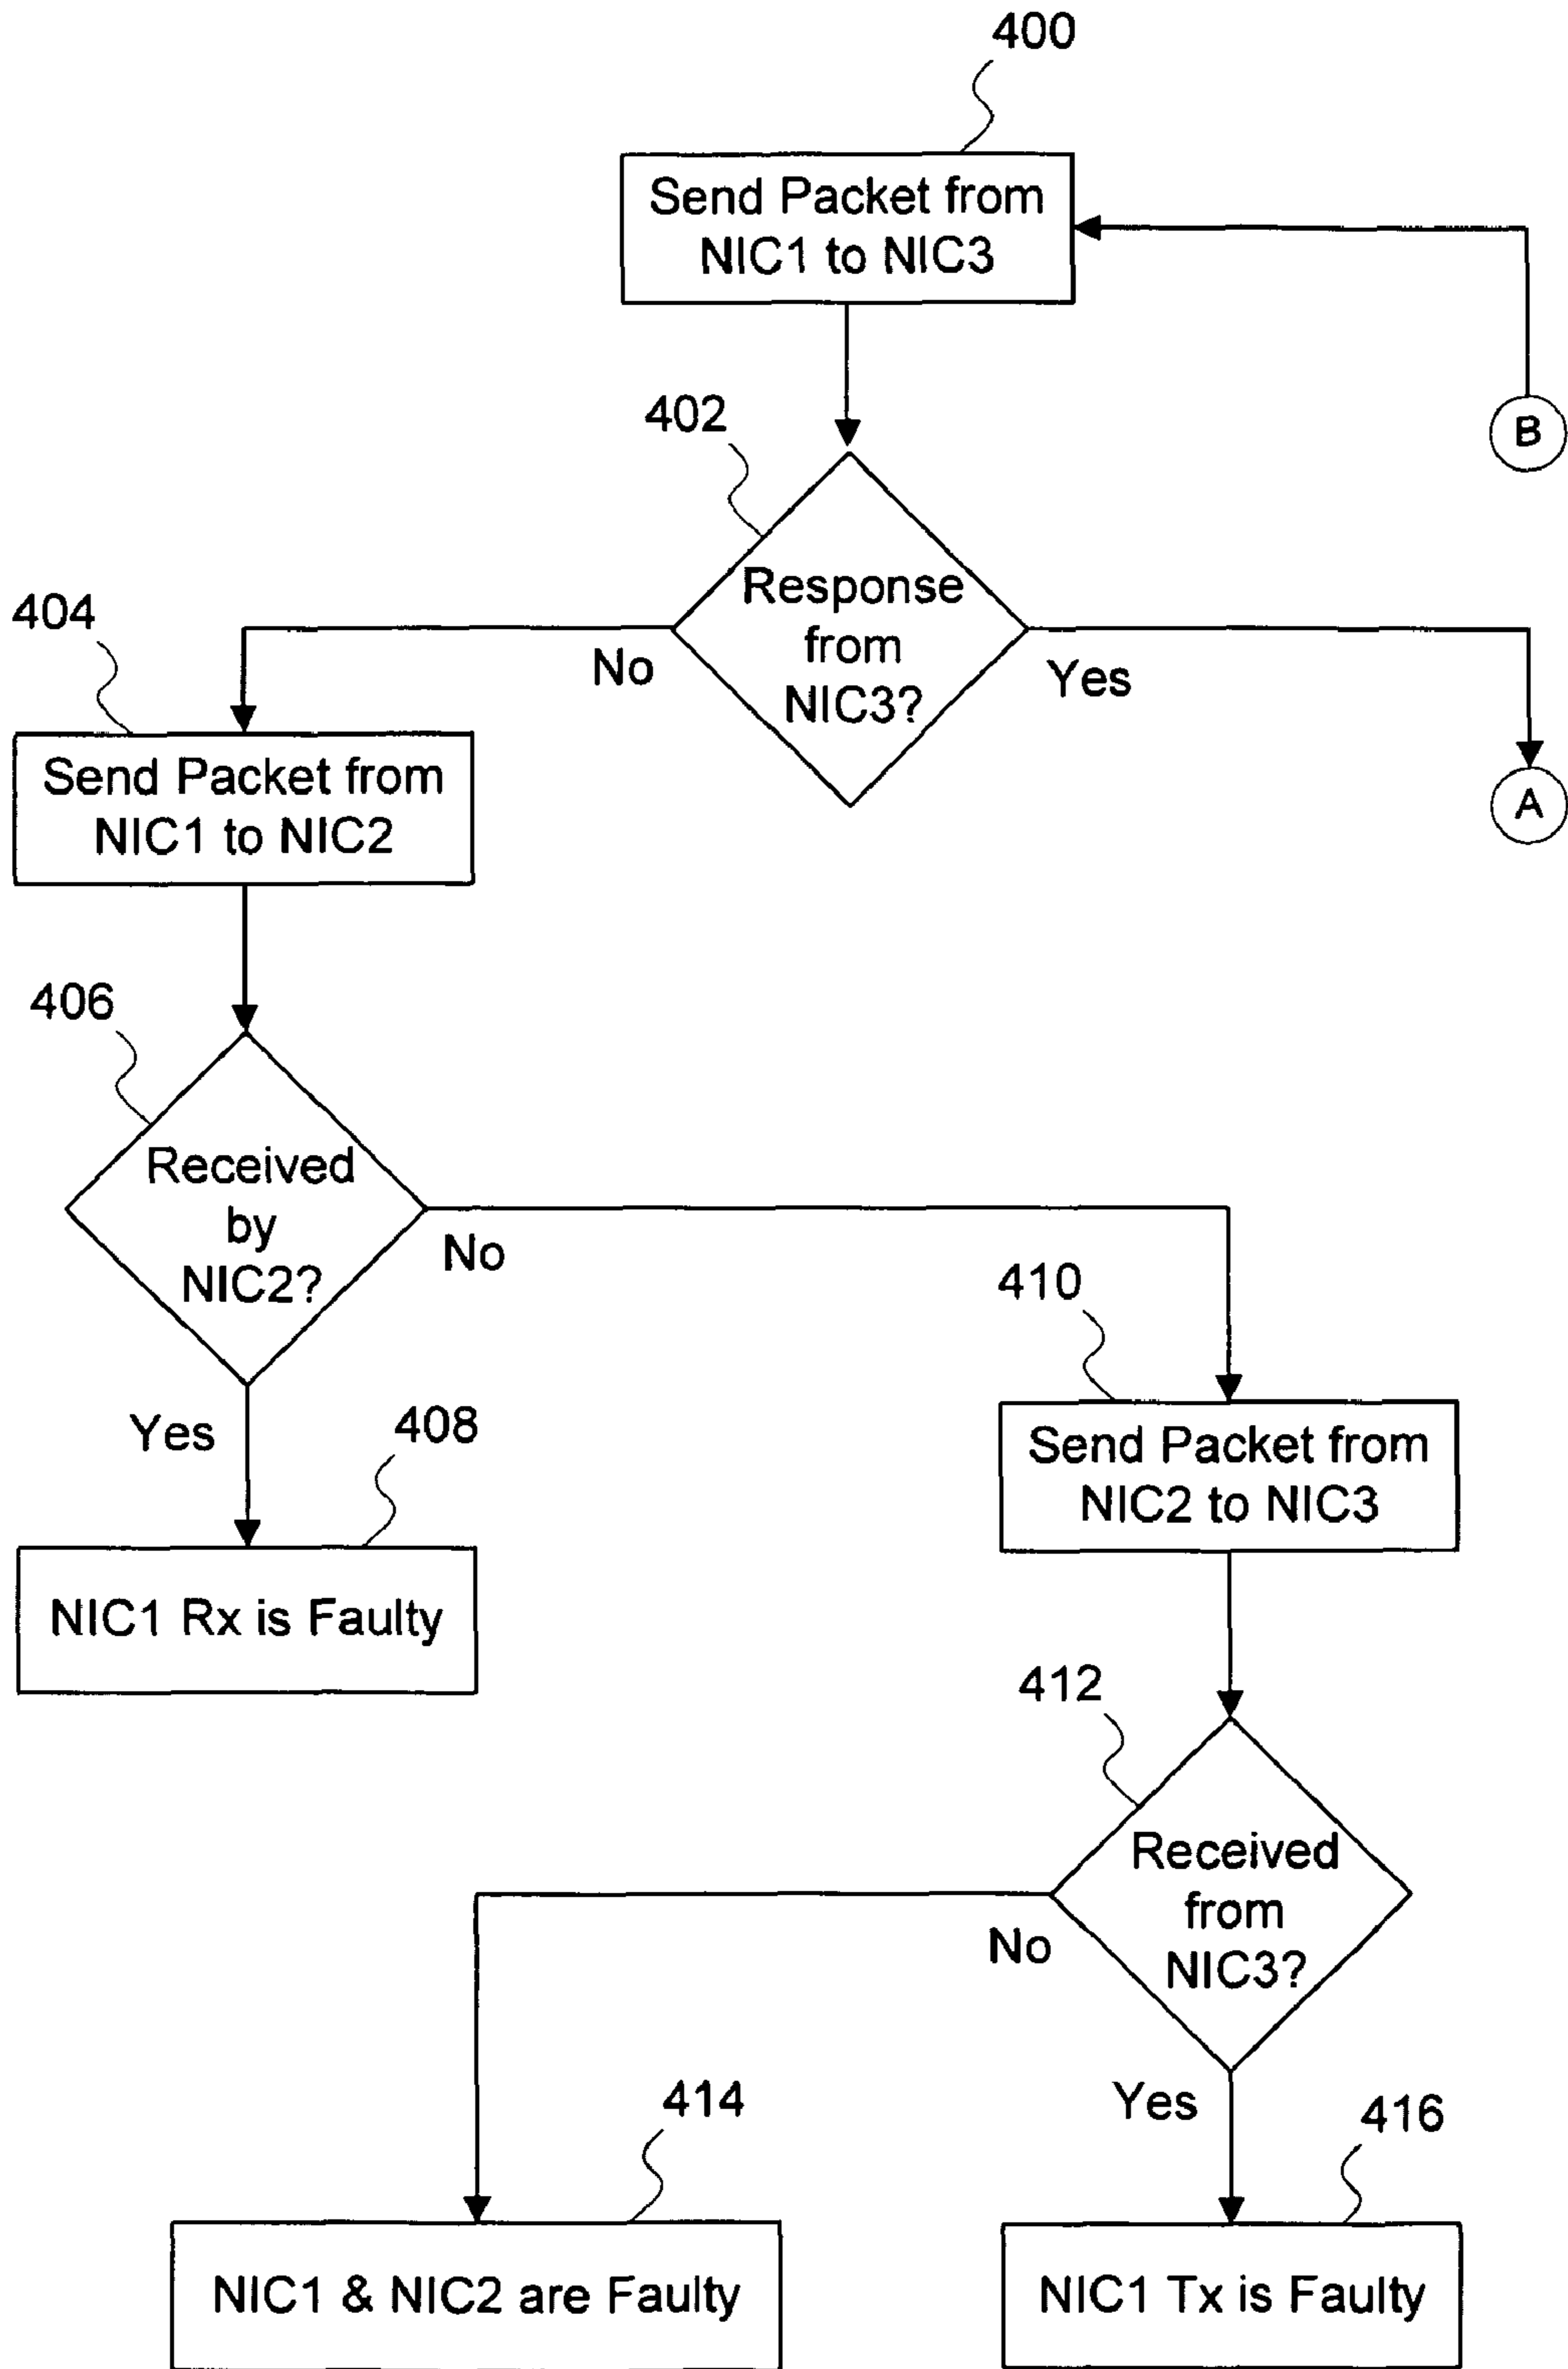 400
Send Packet from
NIC1 to NIC3
B
402
Response
from
NIC3?
No
Yes
404
Send Packet from
NIC1 to NIC2
A
406
Received
by
NIC2?
No
Yes
408
NIC1 Rx is Faulty
410
Send Packet from
NIC2 to NIC3
412
Received
from
NIC3?
No
Yes
414
NIC1 & NIC2 are Faulty
416
NIC1 Tx is Faulty